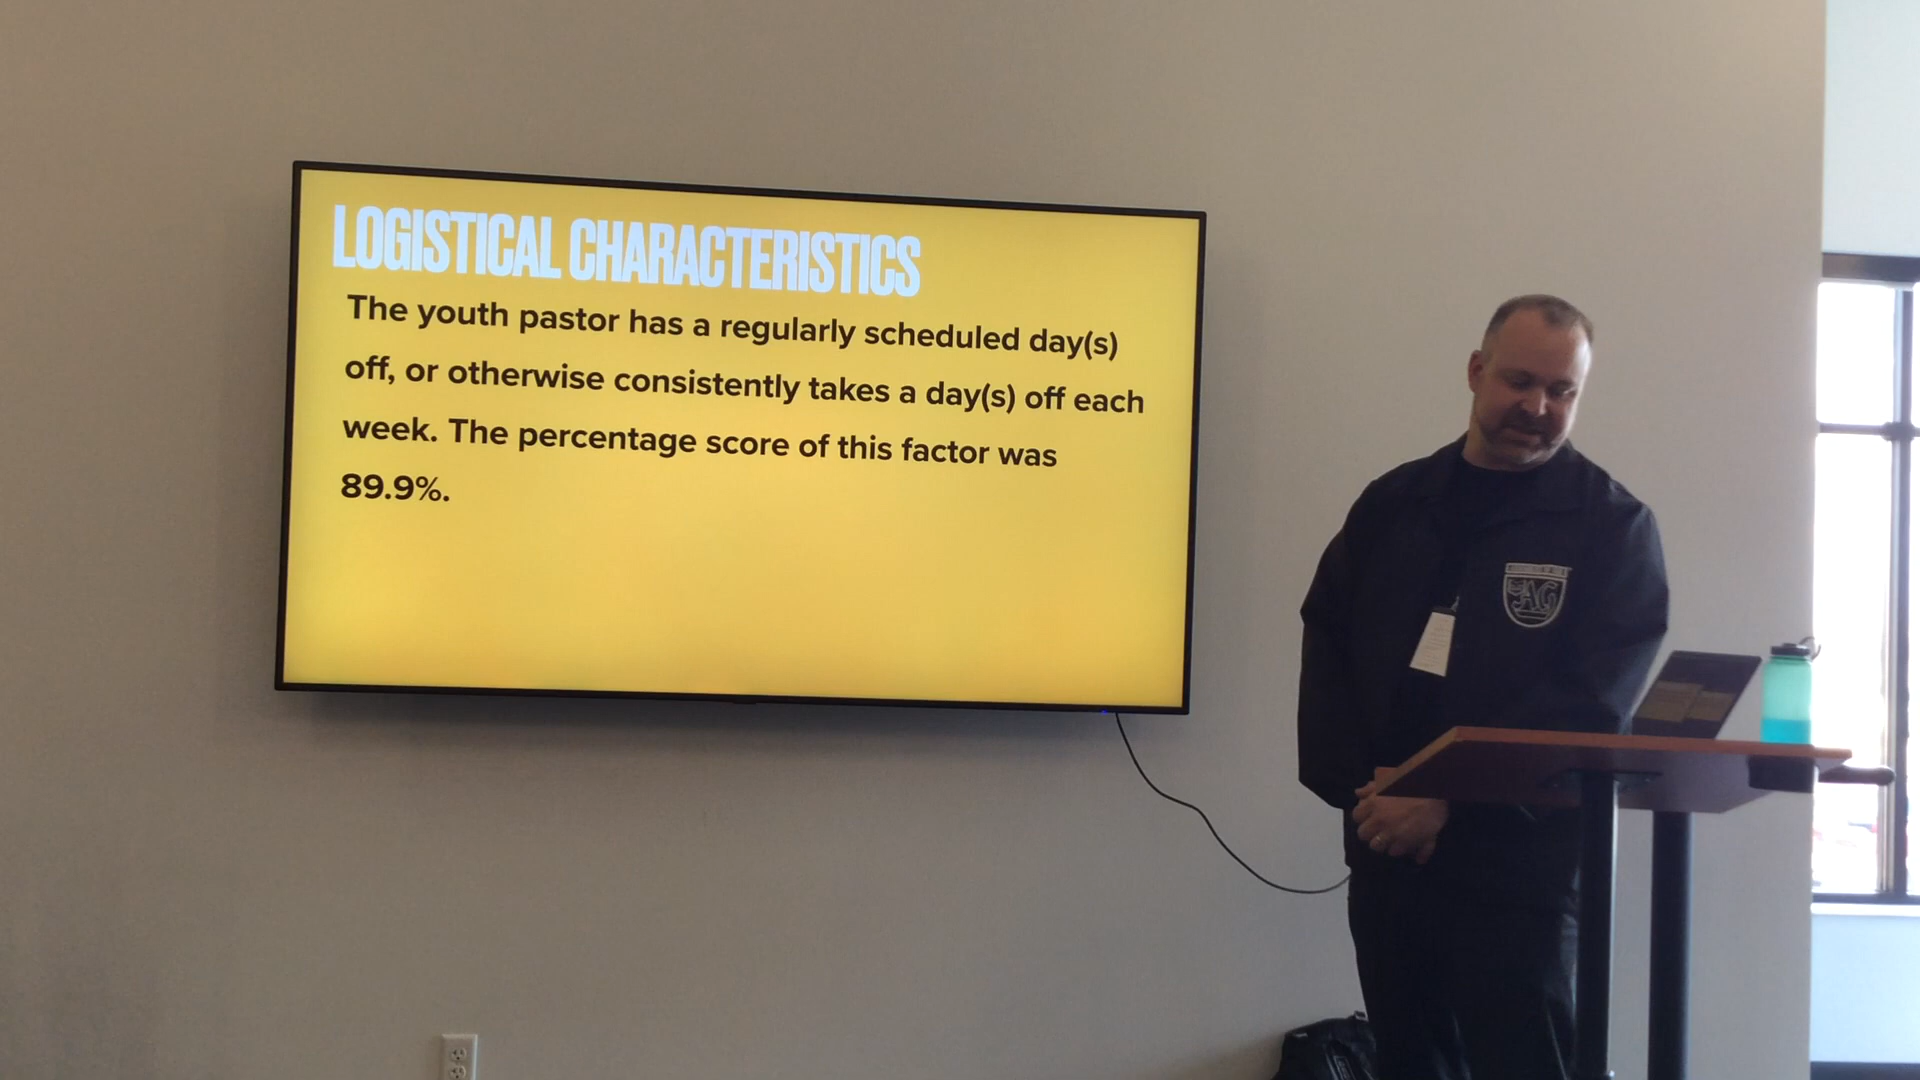 LOGISTICAL CHARACTERISTICS
The youth pastor has a regularly scheduled day(s)
off, or otherwise consistently takes a day(s) off each
week. The percentage score of this factor was
89.9%.
AG